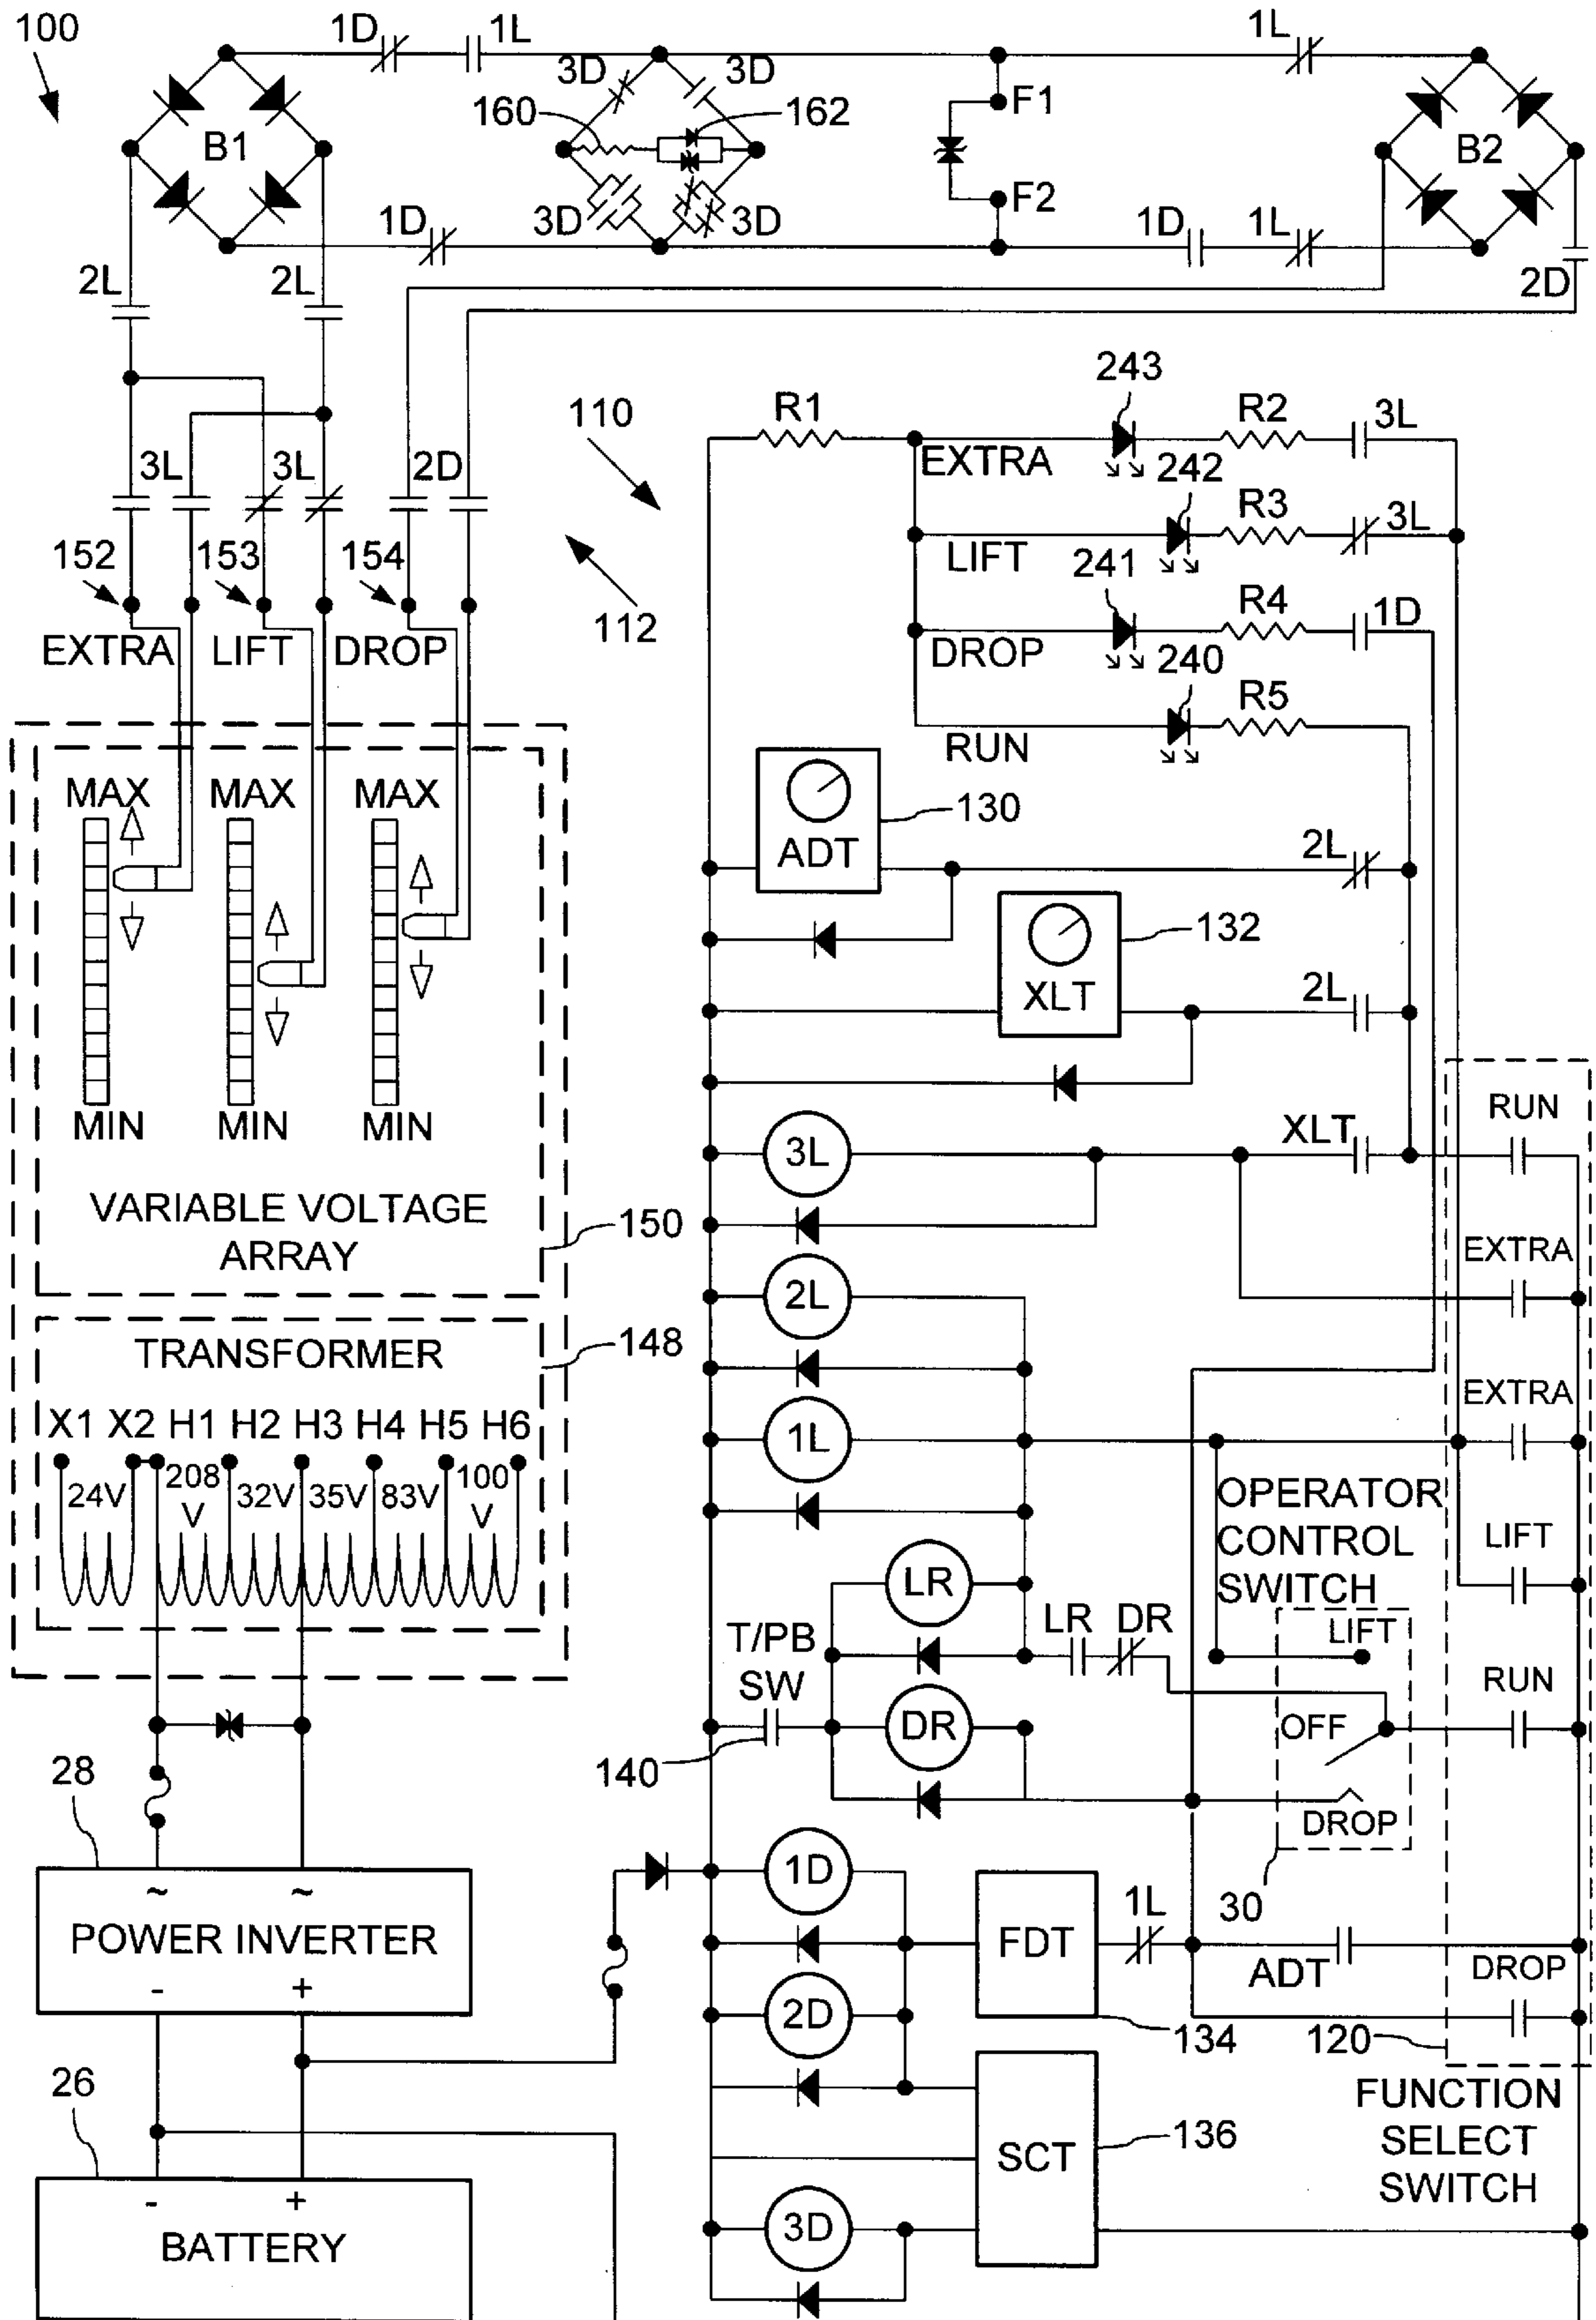 100
1D
1L
3D
3D
1L
160
162
F1
B1
B2
F2
3D
3D
1D
1D
1L
2L
2L
2D
243
110
R1
R2
3L
EXTRA
242
3L
3L
2D
R3
3L
152
153
154
LIFT
241
112
R4
1D
EXTRA
LIFT
DROP
DROP
240
R5
RUN
MAX
MAX
MAX
130
ADT
2L
132
XLT
2L
MIN
MIN
MIN
RUN
3L
XLT
VARIABLE VOLTAGE
ARRAY
150
EXTRA
2L
TRANSFORMER
148
EXTRA
X1 X2 H1 H2 H3 H4 H5 H6
1L
24V
208
V
32V
35V
83V
100
V
OPERATOR
CONTROL
SWITCH
LIFT
LR
T/PB
SW
LR
DR
LIFT
RUN
OFF
DR
28
140
DROP
~
~
1D
30
POWER INVERTER
1L
FDT
-
+
ADT
DROP
2D
134
120
26
FUNCTION
SELECT
SWITCH
SCT
136
-
+
3D
BATTERY